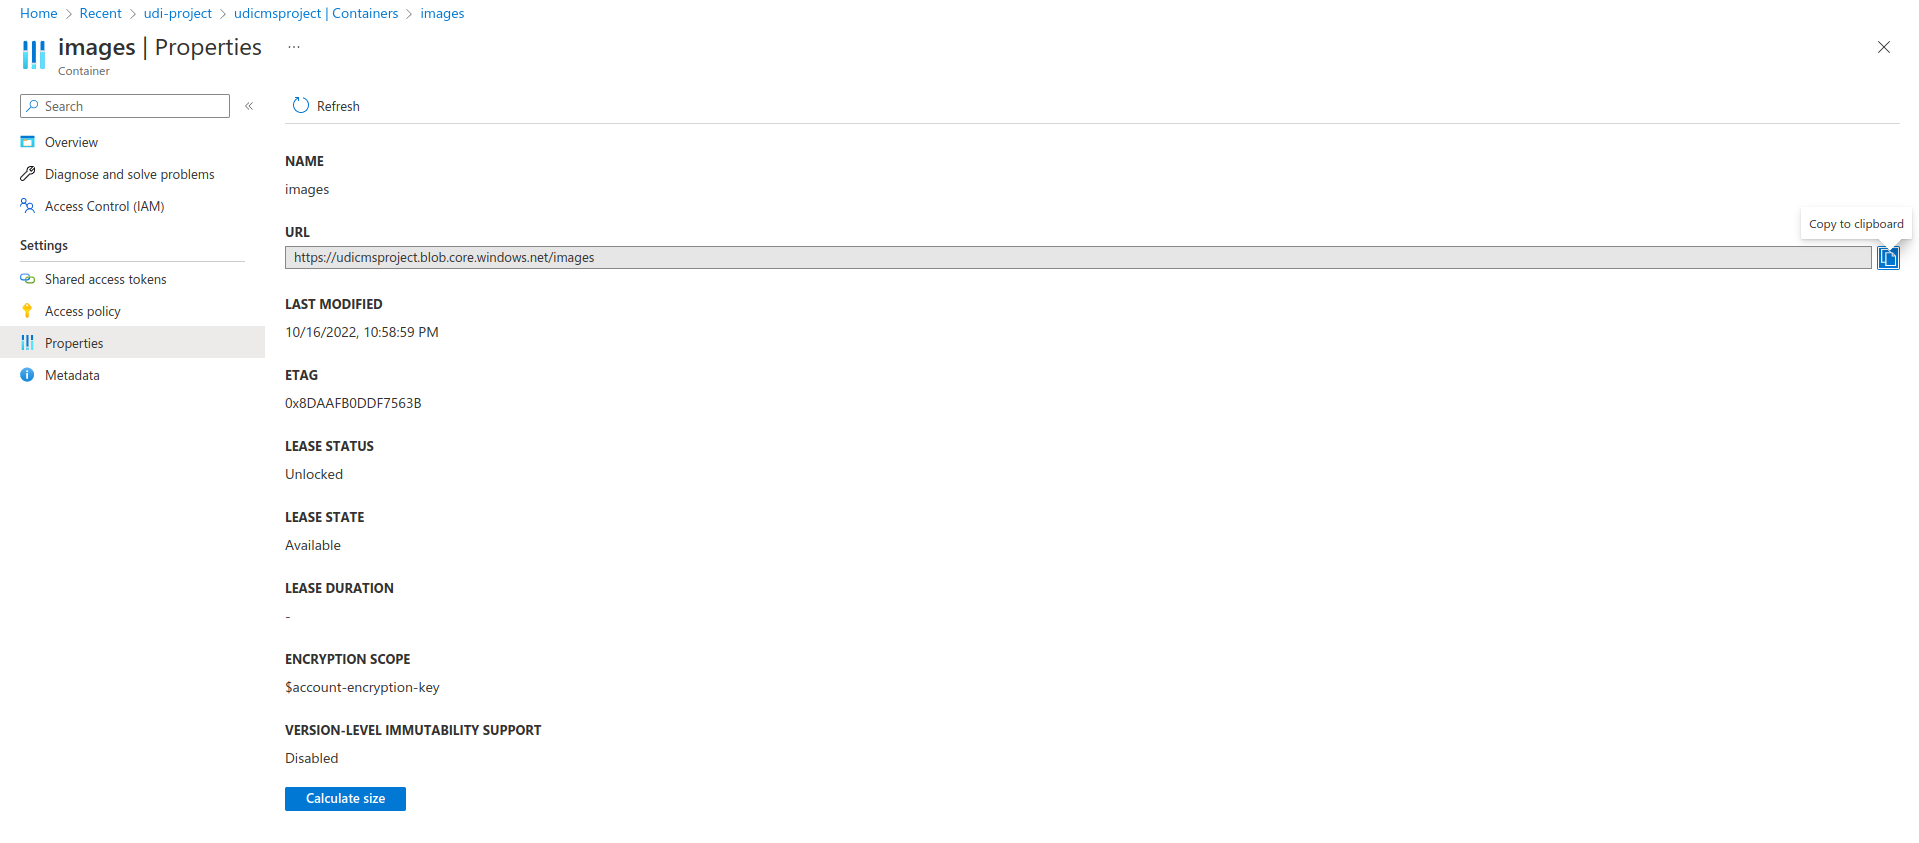 Home > Recent > udi-project > udicmsproject | Containers > images
images | Properties ...
Container
Search «
Overview
Diagnose and solve problems
Access Control (IAM)
Settings
Shared access tokens
Access policy
Properties
Metadata
Refresh
NAME
images
URL
Copy to clipboard
https://udicmsproject.blob.core.windows.net/images
LAST MODIFIED
10/16/2022, 10:58:59 PM
ETAG
0x8DAAFB0DDF7563B
LEASE STATUS
Unlocked
LEASE STATE
Available
LEASE DURATION
-
ENCRYPTION SCOPE
$account-encryption-key
VERSION-LEVEL IMMUTABILITY SUPPORT
Disabled
Calculate size